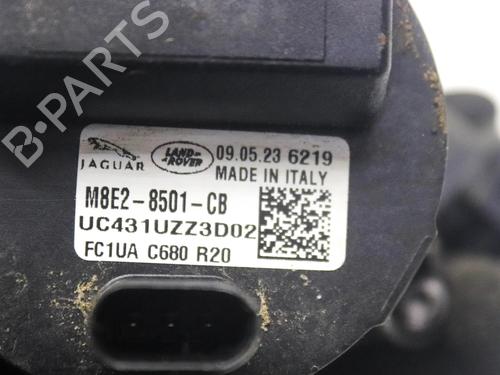 B-PARTS
JAGUAR
LAND ROVER
09.05.23 6219
MADE IN ITALY
M8E2-8501-CB
UC431UZZ3D02
FC1UA C680 R20